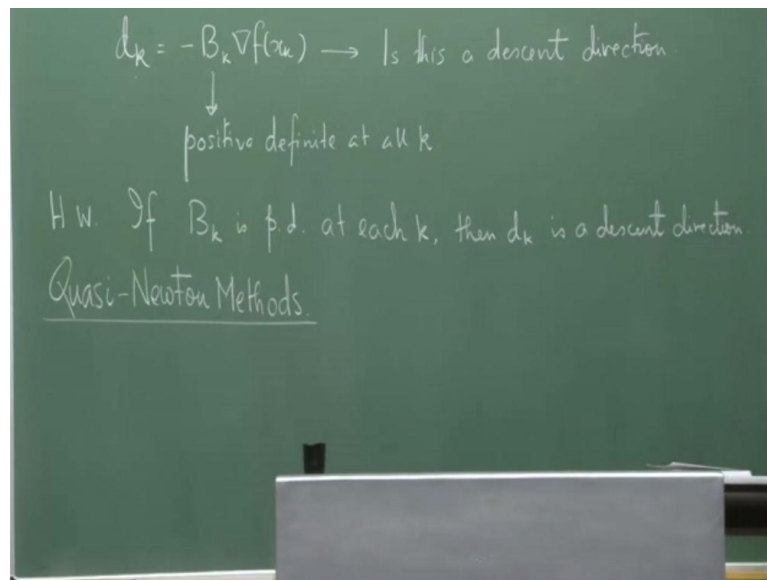 dₖ = - Bₖ ∇f(xₖ) → Is this a descent direction.
↓
positive definite at all k.
H W. If Bₖ is p.d. at each k, then dₖ is a descent direction.
Quasi-Newton Methods.